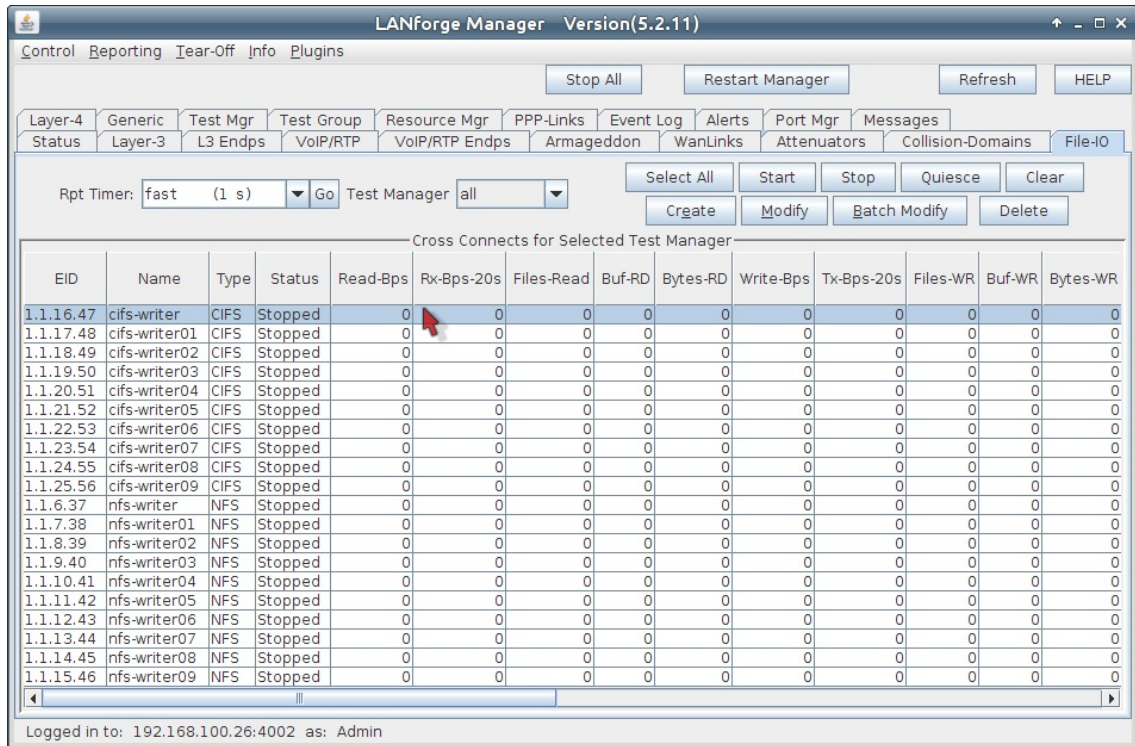 LANforge Manager Version(5.2.11)
Control Reporting Tear-Off Info Plugins
Stop All Restart Manager Refresh HELP
Layer-4 Generic Test Mgr Test Group Resource Mgr PPP-Links Event Log Alerts Port Mgr Messages
Status Layer-3 L3 Endps VoIP/RTP VoIP/RTP Endps Armageddon WanLinks Attenuators Collision-Domains File-IO
Select All Start Stop Quiesce Clear
Rpt Timer: fast (1 s) Go Test Manager all
Create Modify Batch Modify Delete
Cross Connects for Selected Test Manager
EID Name Type Status Read-Bps Rx-Bps-20s Files-Read Buf-RD Bytes-RD Write-Bps Tx-Bps-20s Files-WR Buf-WR Bytes-WR
1.1.16.47 cifs-writer CIFS Stopped 0 0 0 0 0 0 0 0 0 0
1.1.17.48 cifs-writer01 CIFS Stopped 0 0 0 0 0 0 0 0 0 0
1.1.18.49 cifs-writer02 CIFS Stopped 0 0 0 0 0 0 0 0 0 0
1.1.19.50 cifs-writer03 CIFS Stopped 0 0 0 0 0 0 0 0 0 0
1.1.20.51 cifs-writer04 CIFS Stopped 0 0 0 0 0 0 0 0 0 0
1.1.21.52 cifs-writer05 CIFS Stopped 0 0 0 0 0 0 0 0 0 0
1.1.22.53 cifs-writer06 CIFS Stopped 0 0 0 0 0 0 0 0 0 0
1.1.23.54 cifs-writer07 CIFS Stopped 0 0 0 0 0 0 0 0 0 0
1.1.24.55 cifs-writer08 CIFS Stopped 0 0 0 0 0 0 0 0 0 0
1.1.25.56 cifs-writer09 CIFS Stopped 0 0 0 0 0 0 0 0 0 0
1.1.6.37 nfs-writer NFS Stopped 0 0 0 0 0 0 0 0 0 0
1.1.7.38 nfs-writer01 NFS Stopped 0 0 0 0 0 0 0 0 0 0
1.1.8.39 nfs-writer02 NFS Stopped 0 0 0 0 0 0 0 0 0 0
1.1.9.40 nfs-writer03 NFS Stopped 0 0 0 0 0 0 0 0 0 0
1.1.10.41 nfs-writer04 NFS Stopped 0 0 0 0 0 0 0 0 0 0
1.1.11.42 nfs-writer05 NFS Stopped 0 0 0 0 0 0 0 0 0 0
1.1.12.43 nfs-writer06 NFS Stopped 0 0 0 0 0 0 0 0 0 0
1.1.13.44 nfs-writer07 NFS Stopped 0 0 0 0 0 0 0 0 0 0
1.1.14.45 nfs-writer08 NFS Stopped 0 0 0 0 0 0 0 0 0 0
1.1.15.46 nfs-writer09 NFS Stopped 0 0 0 0 0 0 0 0 0 0
Logged in to: 192.168.100.26:4002 as: Admin